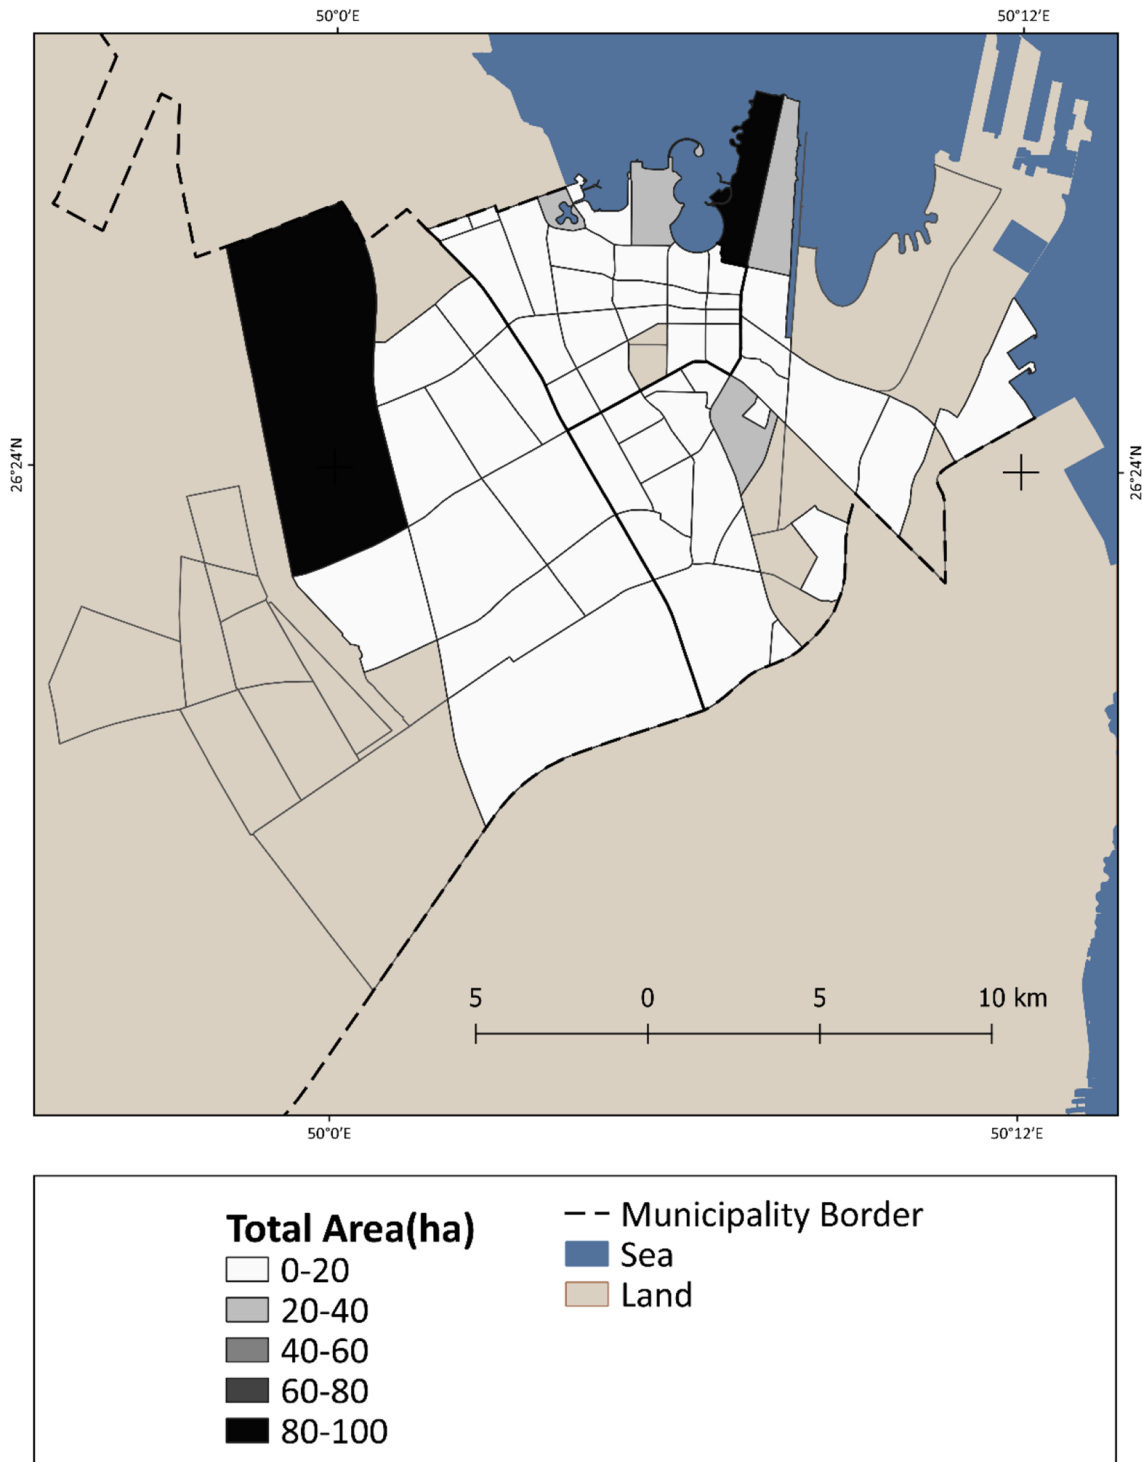 50°0′E 50°12′E
26°24′N 26°24′N
5 0 5 10 km
50°0′E 50°12′E
Total Area(ha)
0-20
20-40
40-60
60-80
80-100
Municipality Border
Sea
Land